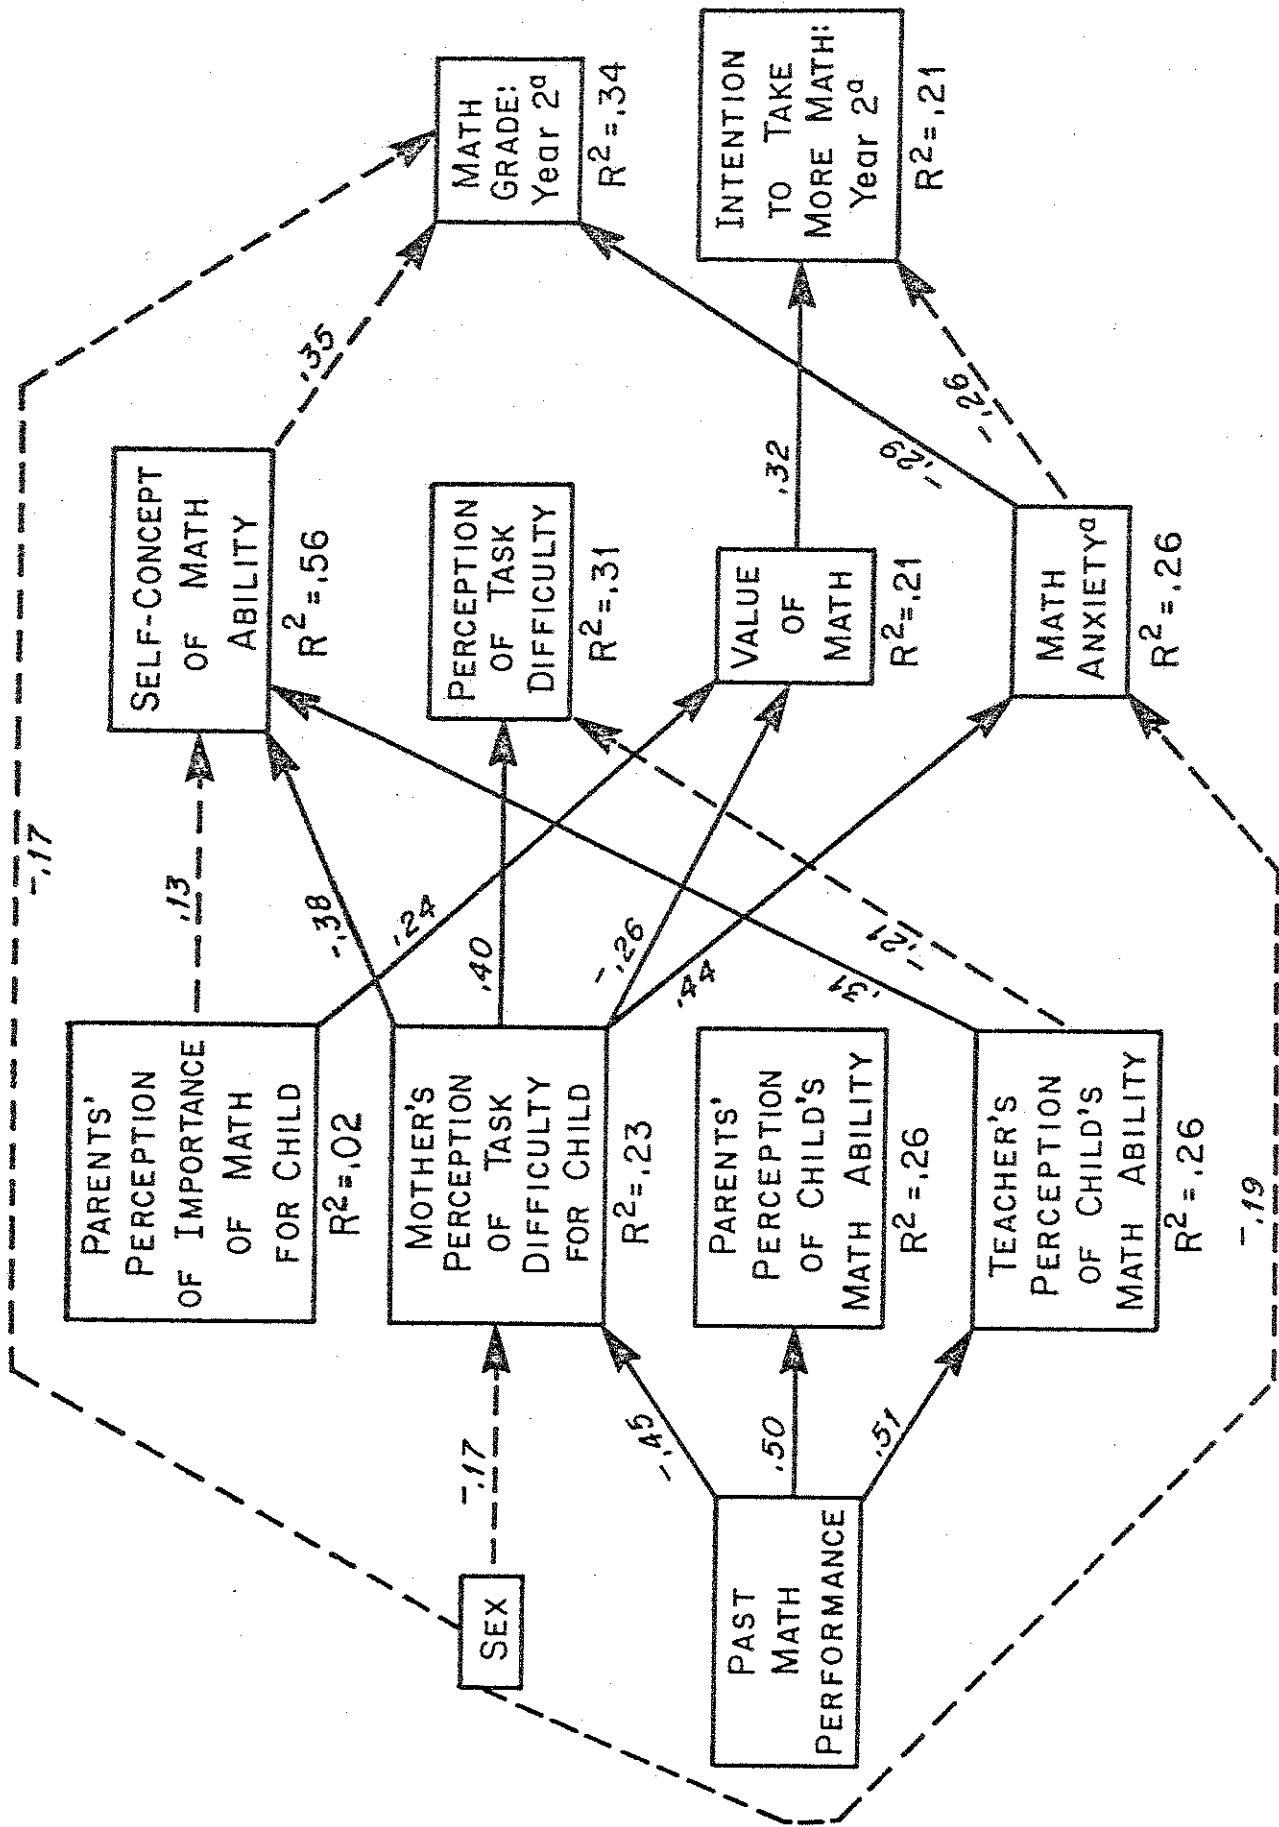 -.17
SEX
-.17
PAST
MATH
PERFORMANCE
-.45
.50
.51
-.19
PARENTS'
PERCEPTION
OF IMPORTANCE
OF MATH
FOR CHILD
R²=.02
MOTHER'S
PERCEPTION
OF TASK
DIFFICULTY
FOR CHILD
R²=.23
PARENTS'
PERCEPTION
OF CHILD'S
MATH ABILITY
R²=.26
TEACHER'S
PERCEPTION
OF CHILD'S
MATH ABILITY
R²=.26
.13
-.38
.24
.40
-.26
.44
.31
-.21
SELF-CONCEPT
OF MATH
ABILITY
R²=.56
PERCEPTION
OF TASK
DIFFICULTY
R²=.31
VALUE
OF
MATH
R²=.21
MATH
ANXIETYᵃ
R²=.26
.35
.32
-.29
-.26
MATH
GRADE:
Year 2ᵃ
R²=.34
INTENTION
TO TAKE
MORE MATH:
Year 2ᵃ
R²=.21